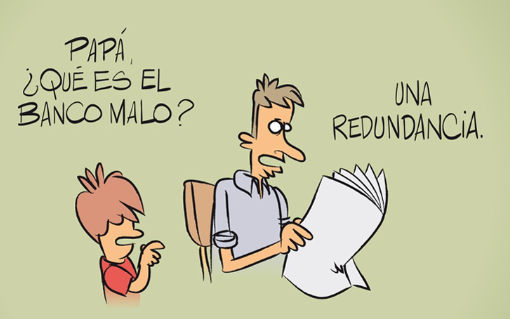 PAPÁ,
¿QUÉ ES EL
BANCO MALO?
UNA
REDUNDANCIA.